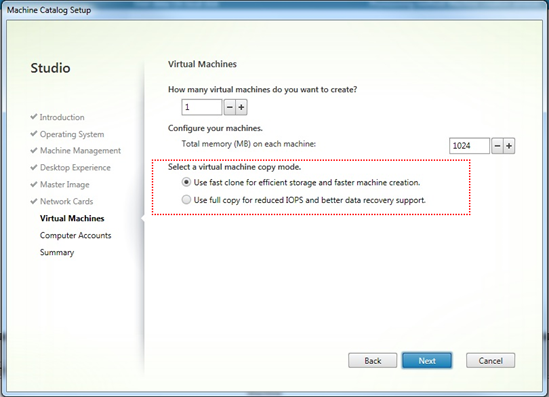 Machine Catalog Setup
Studio
Introduction
Operating System
Machine Management
Desktop Experience
Master Image
Network Cards
Virtual Machines
Computer Accounts
Summary
Virtual Machines
How many virtual machines do you want to create?
1 − +
Configure your machines.
Total memory (MB) on each machine: 1024 − +
Select a virtual machine copy mode.
Use fast clone for efficient storage and faster machine creation.
Use full copy for reduced IOPS and better data recovery support.
Back Next Cancel